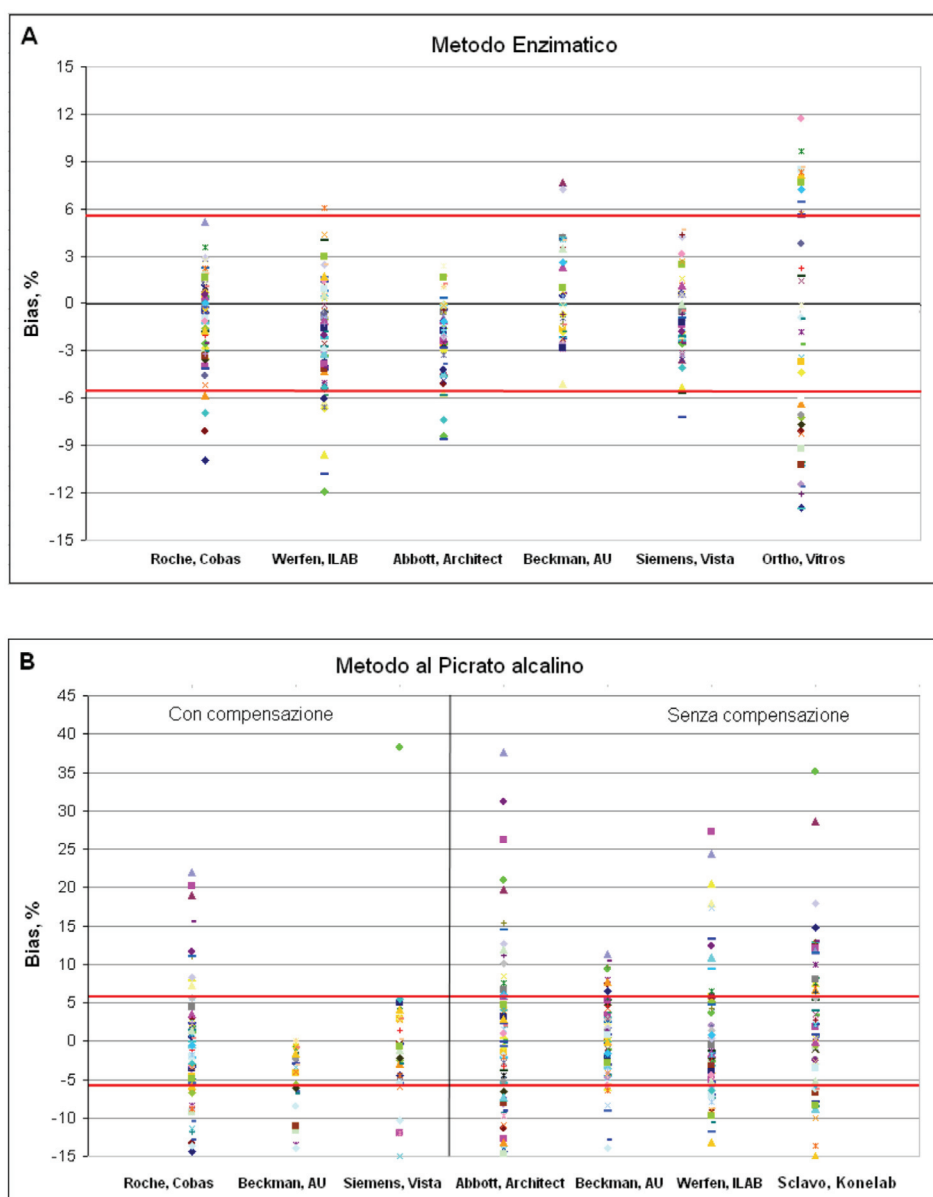 A
Metodo Enzimatico
15
12
9
6
3
0
-3
-6
-9
-12
-15
Bias, %
Roche, Cobas Werfen, ILAB Abbott, Architect Beckman, AU Siemens, Vista Ortho, Vitros
B
Metodo al Picrato alcalino
Con compensazione Senza compensazione
45
40
35
30
25
20
15
10
5
0
-5
-10
-15
Bias, %
Roche, Cobas Beckman, AU Siemens, Vista Abbott, Architect Beckman, AU Werfen, ILAB Sclavo, Konelab